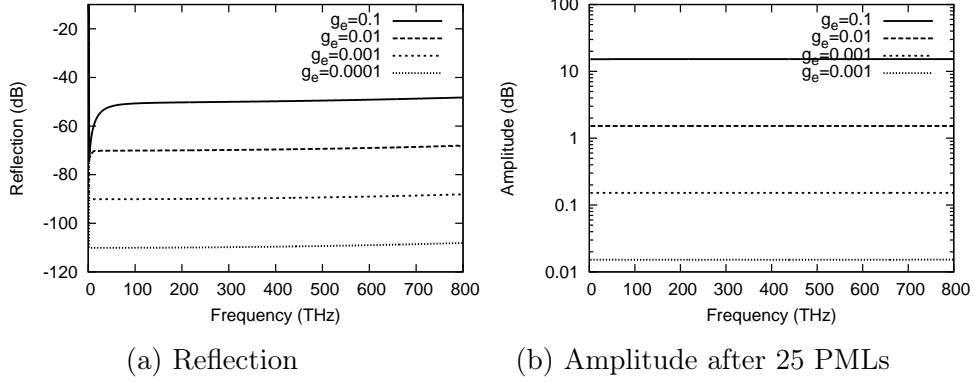 -20
-40
-60
-80
-100
-120
Reflection (dB)
0 100 200 300 400 500 600 700 800
Frequency (THz)
g_e=0.1
g_e=0.01
g_e=0.001
g_e=0.0001
(a) Reflection
100
10
1
0.1
0.01
Amplitude (dB)
0 100 200 300 400 500 600 700 800
Frequency (THz)
g_e=0.1
g_e=0.01
g_e=0.001
g_e=0.001
(b) Amplitude after 25 PMLs